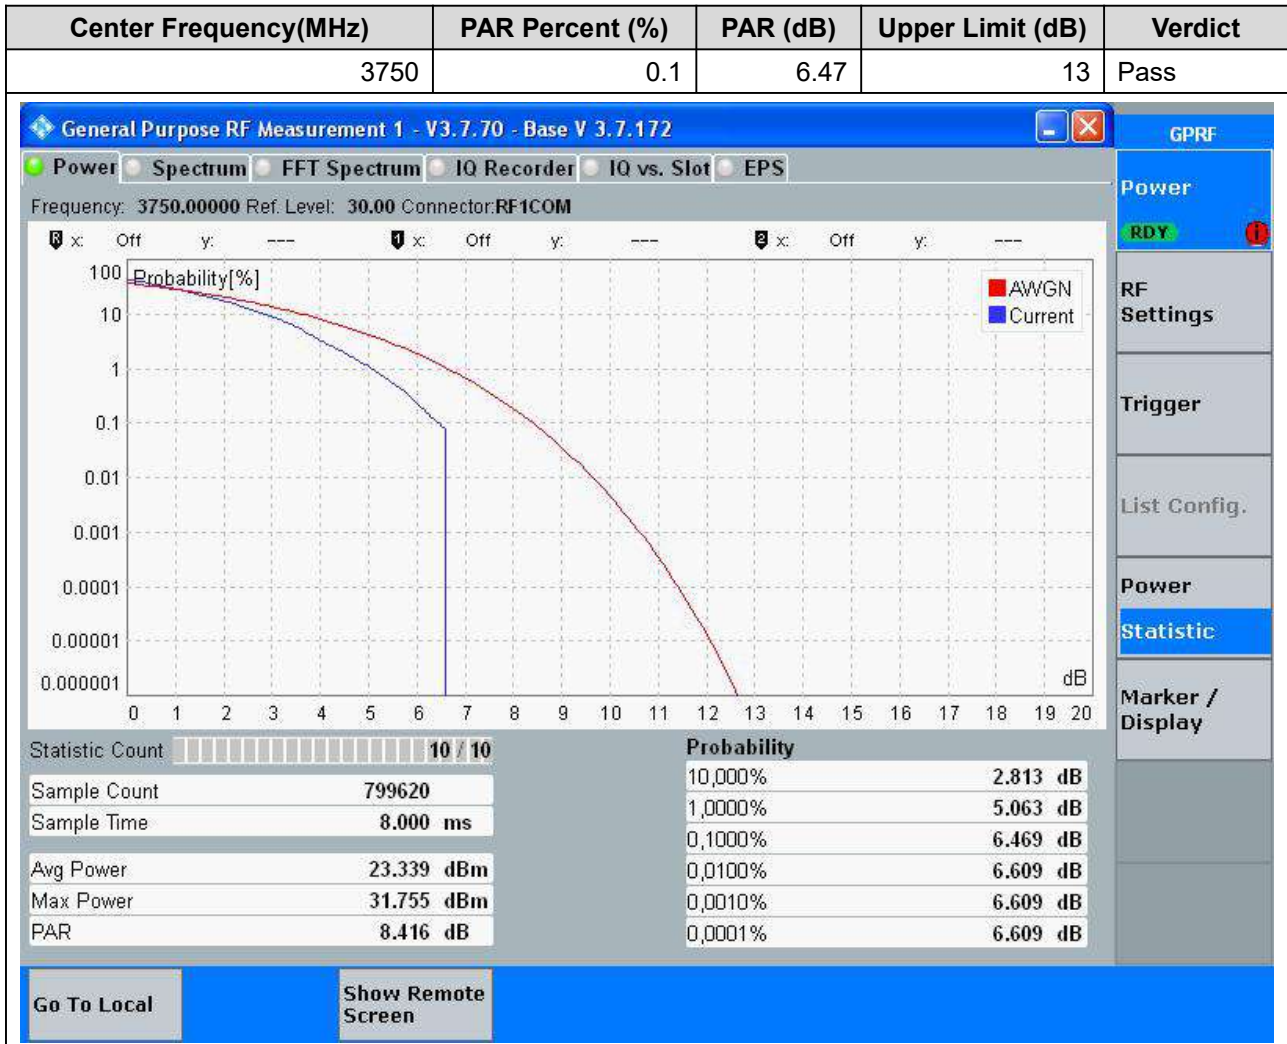 Center Frequency(MHz) PAR Percent (%) PAR (dB) Upper Limit (dB) Verdict
3750 0.1 6.47 13 Pass
General Purpose RF Measurement 1 - V3.7.70 - Base V 3.7.172
GPRF
Power Spectrum FFT Spectrum IQ Recorder IQ vs. Slot EPS
Frequency: 3750.00000 Ref. Level: 30.00 Connector:RF1COM
R x: Off y: --- 1 x: Off y: --- 2 x: Off y: ---
Probability[%]
AWGN
Current
100
10
1
0.1
0.01
0.001
0.0001
0.00001
0.000001
dB
0 1 2 3 4 5 6 7 8 9 10 11 12 13 14 15 16 17 18 19 20
Statistic Count 10 / 10
Sample Count 799620
Sample Time 8.000 ms
Avg Power 23.339 dBm
Max Power 31.755 dBm
PAR 8.416 dB
Probability
10,000% 2.813 dB
1,0000% 5.063 dB
0,1000% 6.469 dB
0,0100% 6.609 dB
0,0010% 6.609 dB
0,0001% 6.609 dB
Power
RDY
RF
Settings
Trigger
List Config.
Power
Statistic
Marker /
Display
Go To Local
Show Remote
Screen